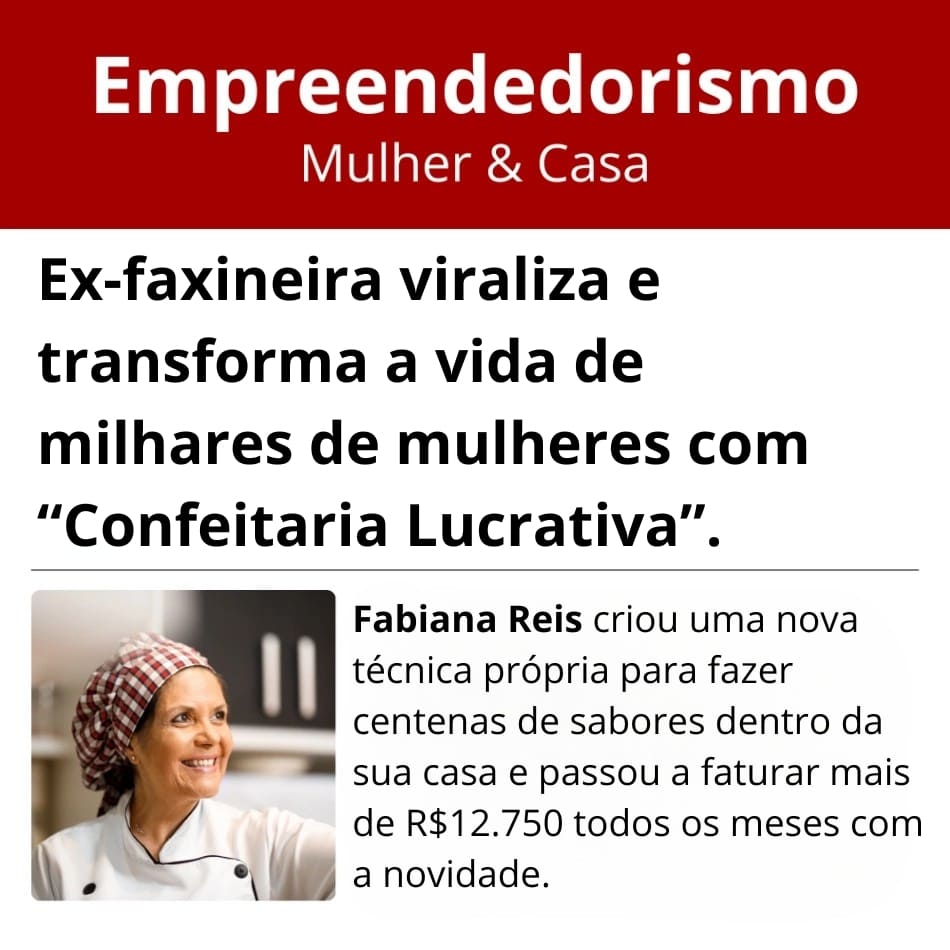 Empreendedorismo
Mulher & Casa
Ex-faxineira viraliza e
transforma a vida de
milhares de mulheres com
“Confeitaria Lucrativa”.
Fabiana Reis criou uma nova
técnica própria para fazer
centenas de sabores dentro da
sua casa e passou a faturar mais
de R$12.750 todos os meses com
a novidade.